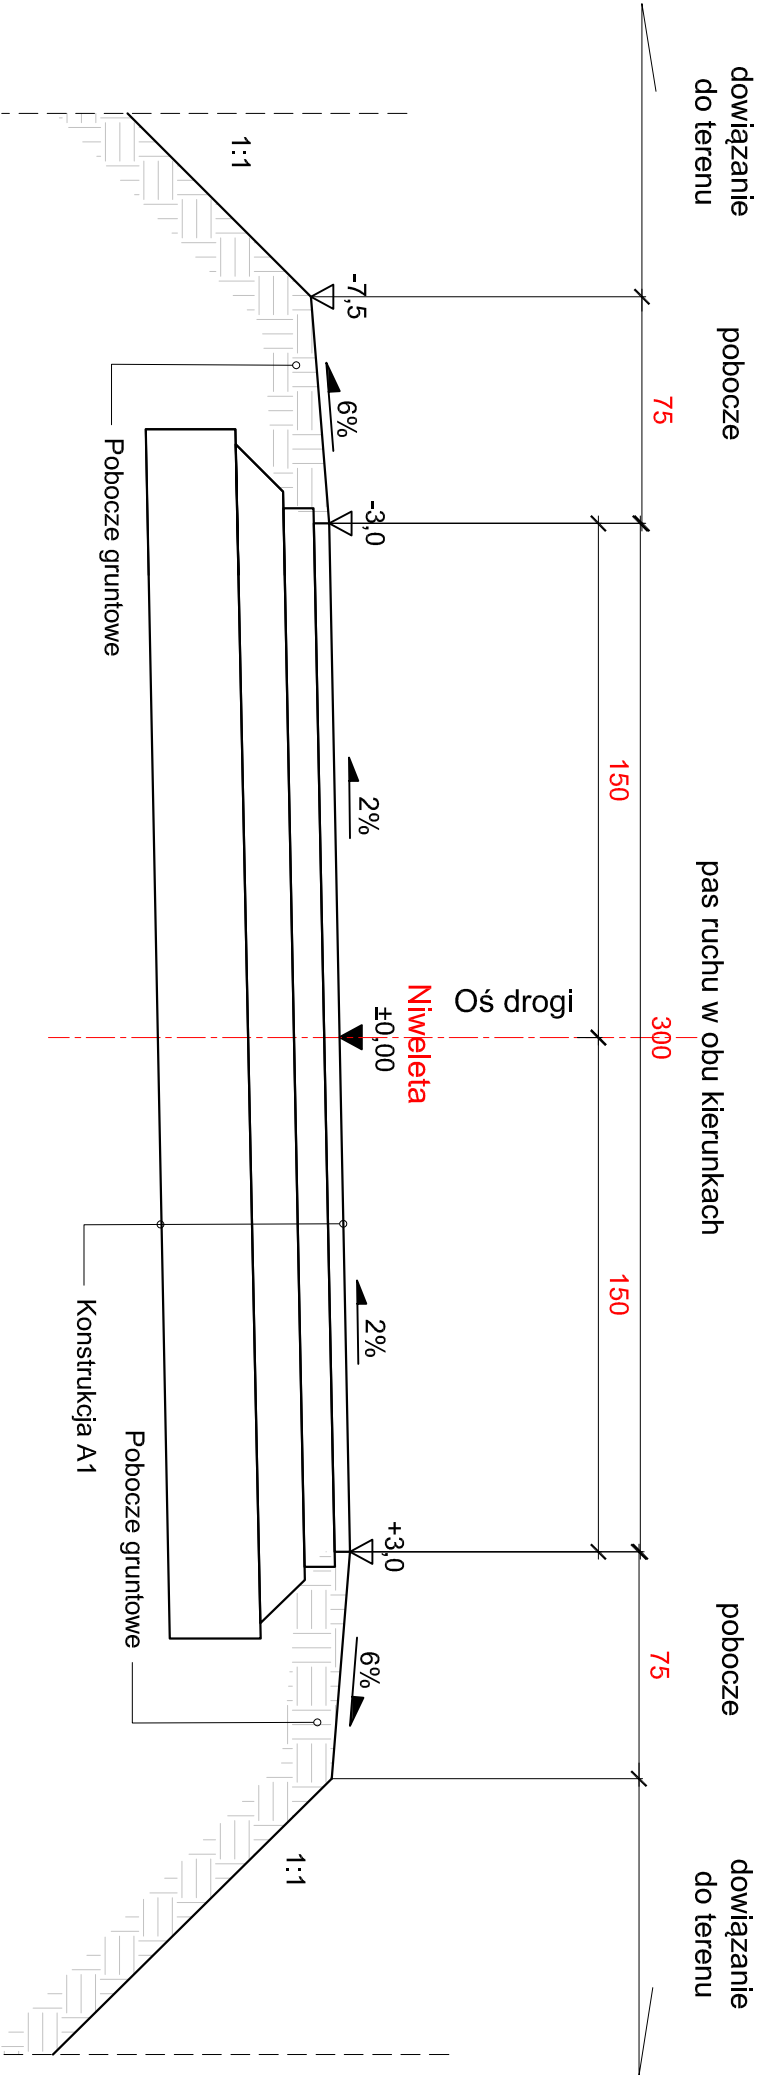 dowiązanie
do terenu
pobocze
pas ruchu w obu kierunkach
pobocze
dowiązanie
do terenu
75
300
75
150
150
Oś drogi
Niweleta
±0,00
-7,5
-3,0
+3,0
1:1
6%
2%
2%
6%
1:1
Pobocze gruntowe
Konstrukcja A1
Pobocze gruntowe